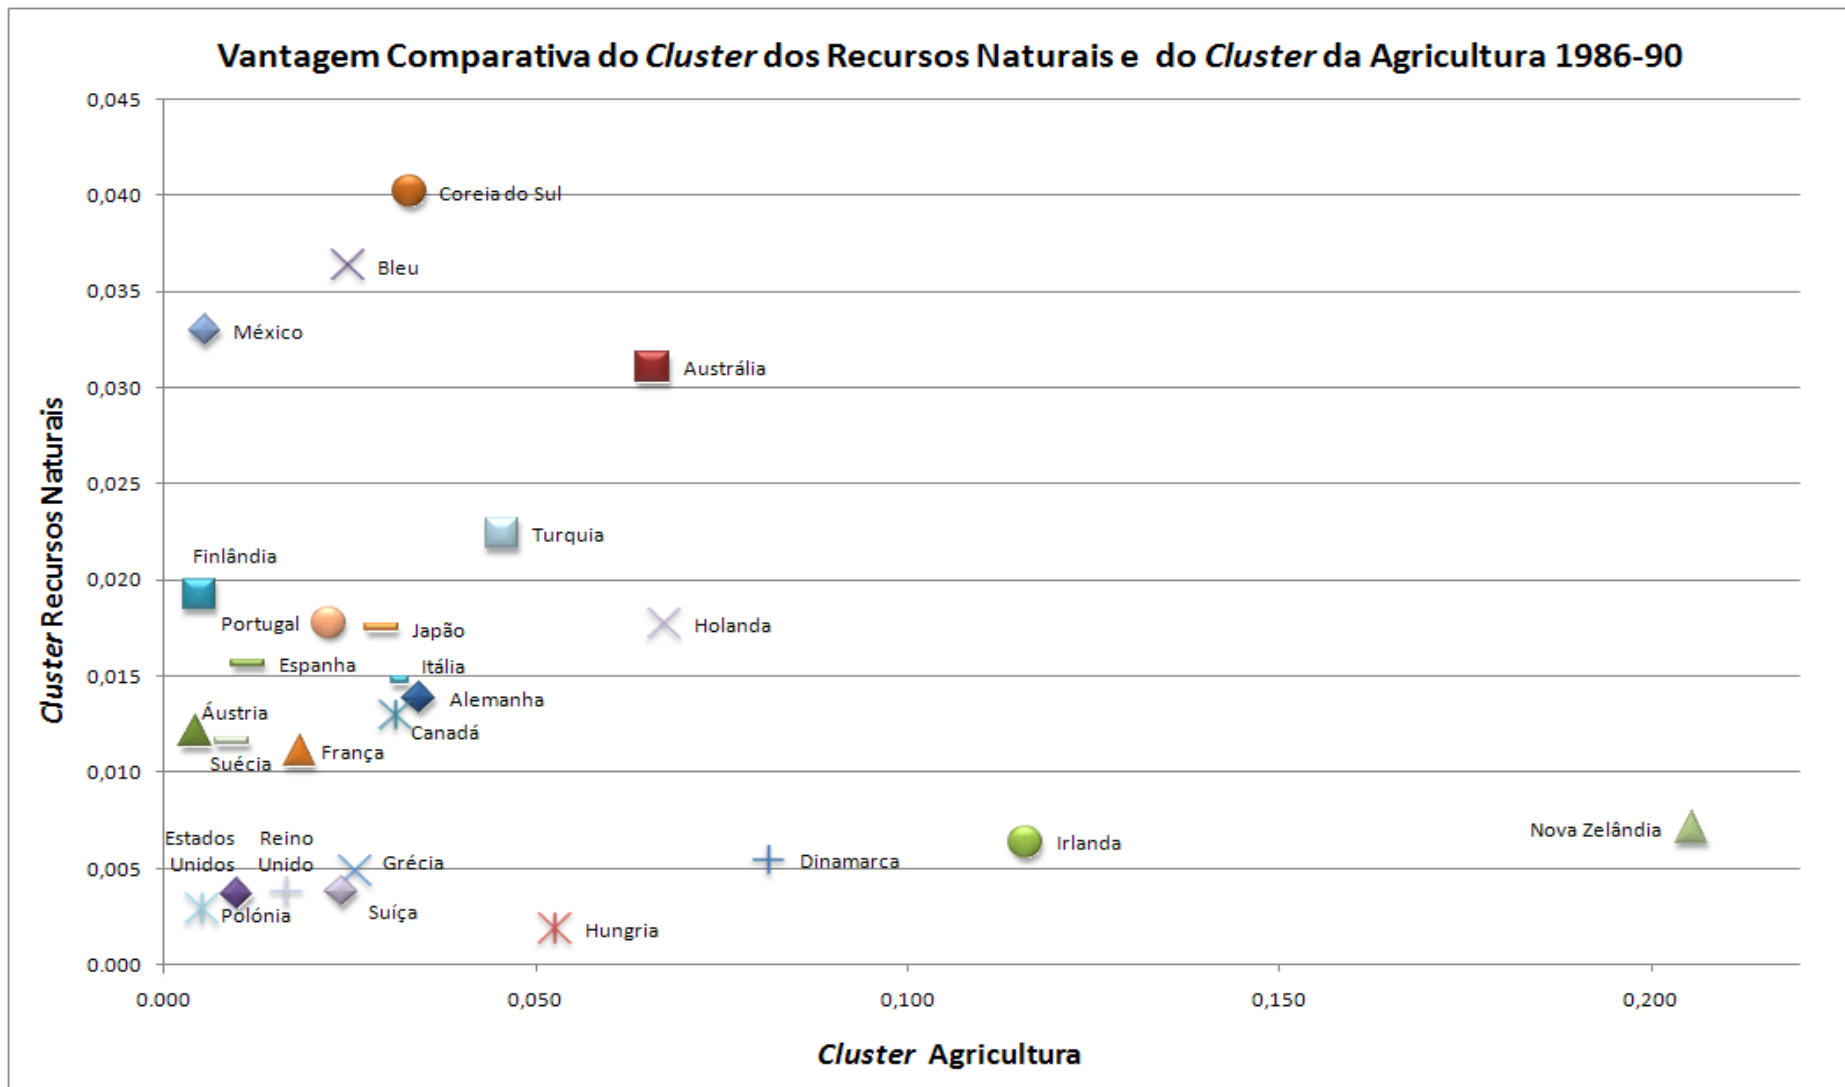 Vantagem Comparativa do Cluster dos Recursos Naturais e do Cluster da Agricultura 1986-90
0,045
0,040
0,035
0,030
0,025
0,020
0,015
0,010
0,005
0.000
Cluster Recursos Naturais
Coreia do Sul
Bleu
México
Austrália
Turquia
Finlândia
Portugal
Japão
Holanda
Espanha
Itália
Alemanha
Áustria
Canadá
França
Suécia
Nova Zelândia
Estados
Unidos
Reino
Unido
Irlanda
Grécia
Dinamarca
Polónia
Suíça
Hungria
0.000
0,050
0,100
0,150
0,200
Cluster Agricultura